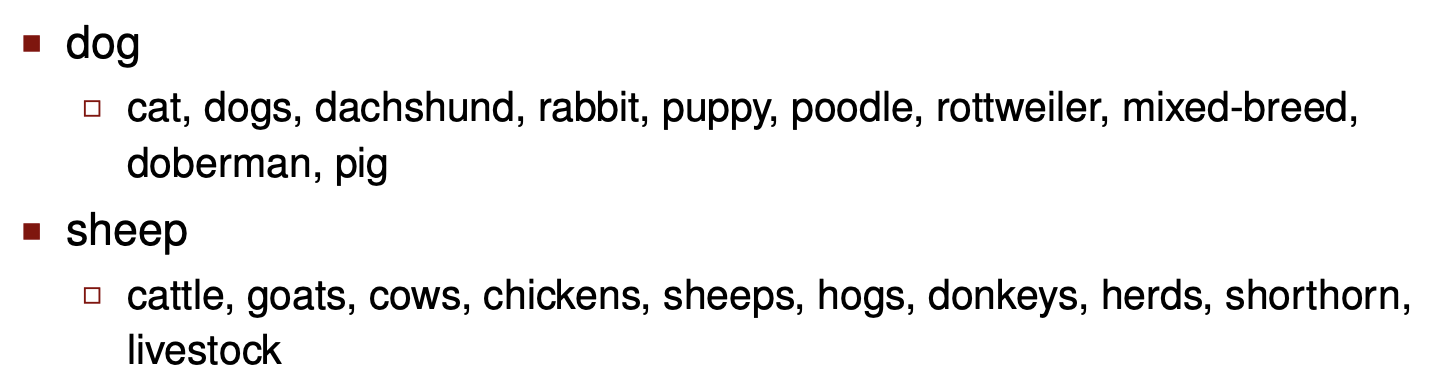 dog
cat, dogs, dachshund, rabbit, puppy, poodle, rottweiler, mixed-breed,
doberman, pig
sheep
cattle, goats, cows, chickens, sheeps, hogs, donkeys, herds, shorthorn,
livestock